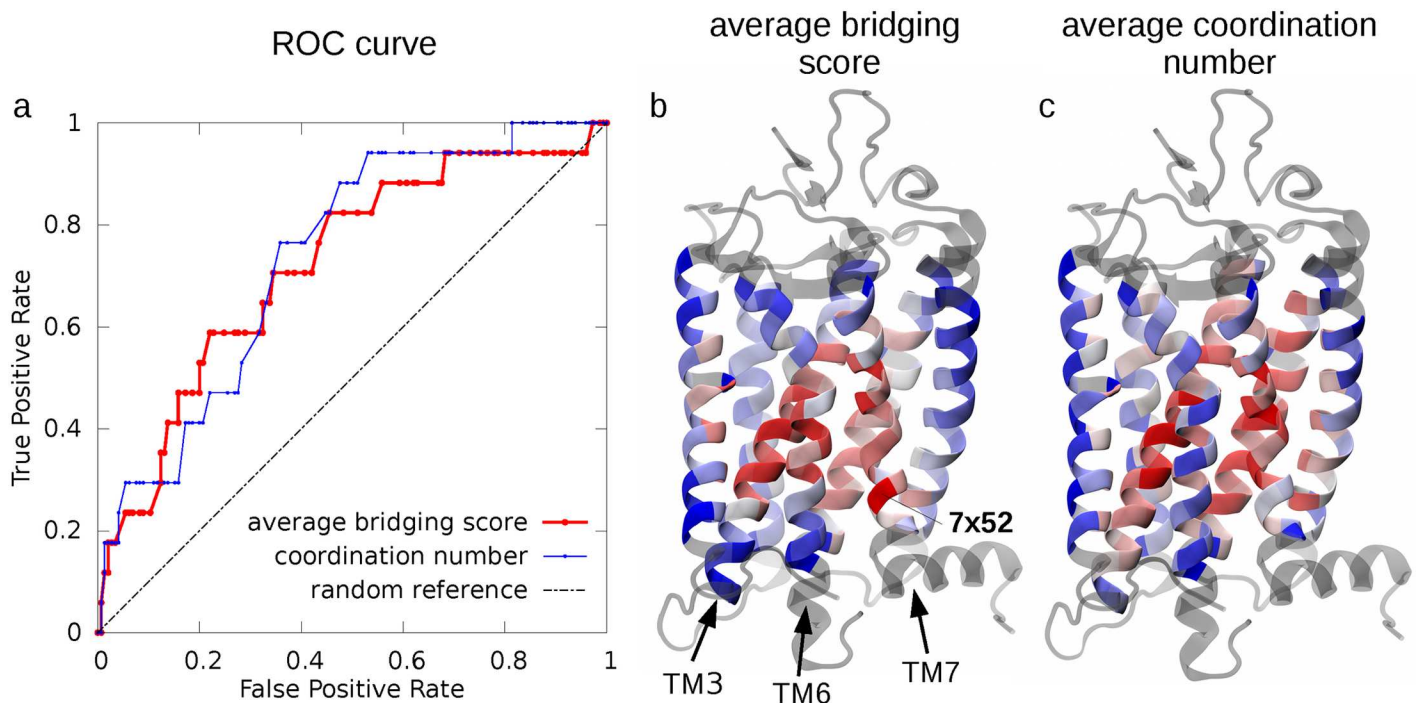 ROC curve
a
True Positive Rate
1
0.8
0.6
0.4
0.2
0
average bridging score
coordination number
random reference
0
0.2
0.4
0.6
0.8
1
False Positive Rate
average bridging
score
b
7x52
TM3
TM6
TM7
average coordination
number
c